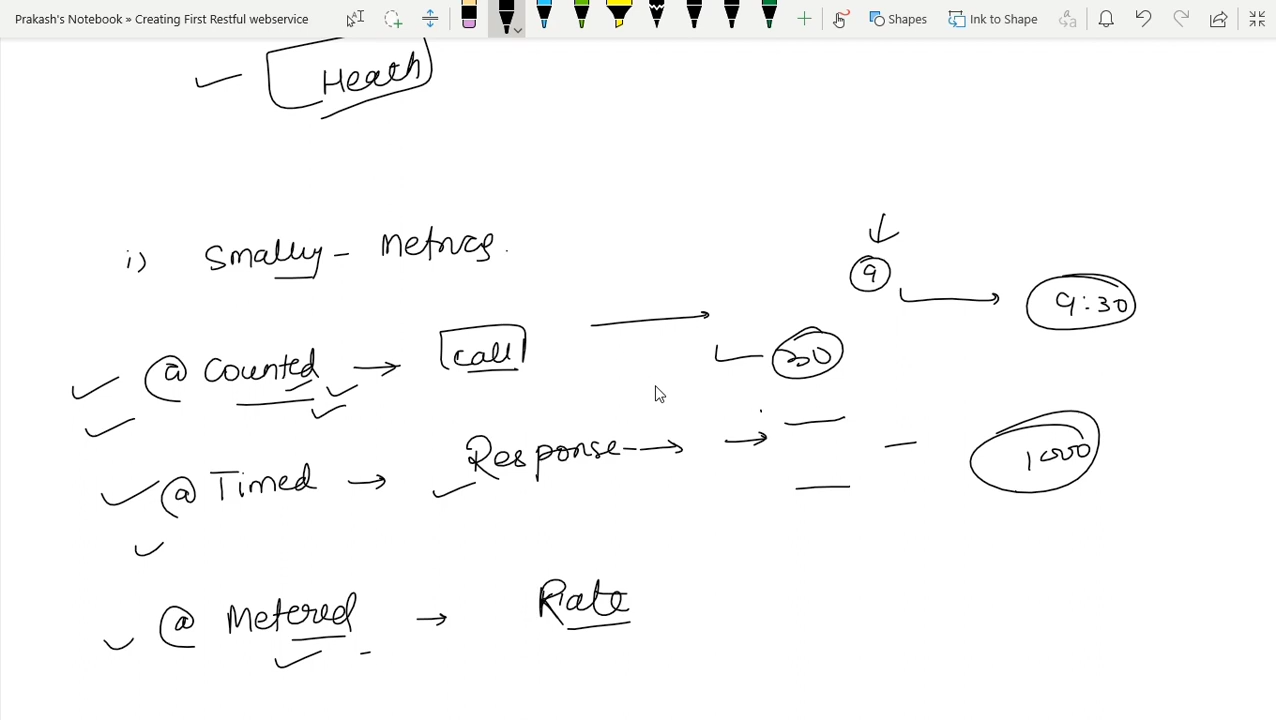 Prakash's Notebook » Creating First Restful webservice
Shapes
Ink to Shape
Heath
i) Smally - Metrics.
9
9:30
@ Counted → call
30
@ Timed → Response → → 
1000
@ Metered → Rate